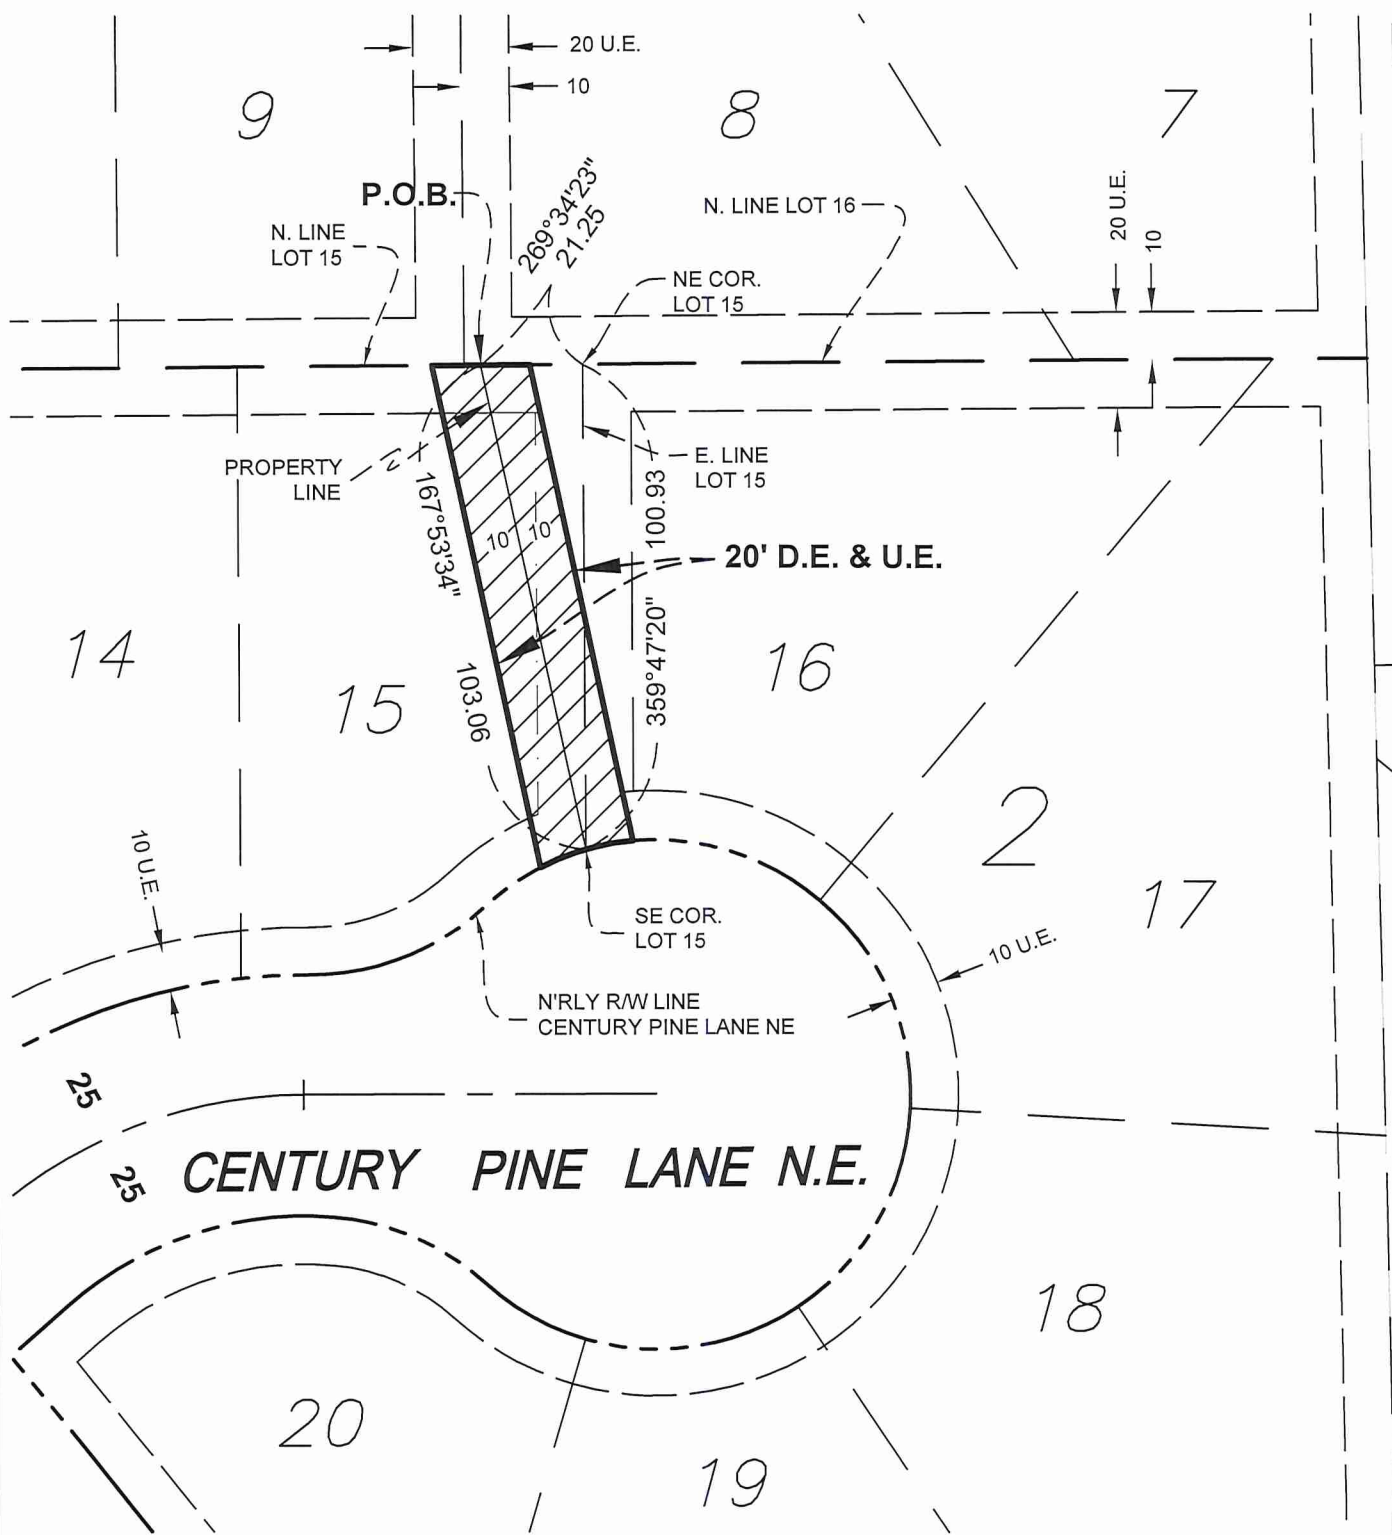 20 U.E.
10
9
8
7
P.O.B.
269°34'23"
21.25
N. LINE LOT 16
20 U.E.
10
N. LINE
LOT 15
NE COR.
LOT 15
PROPERTY
LINE
E. LINE
LOT 15
167°53'34"
103.06
10
10
100.93
359°47'20"
20' D.E. & U.E.
14
15
16
2
17
10 U.E.
SE COR.
LOT 15
10 U.E.
N'RLY R/W LINE
CENTURY PINE LANE NE
25
25
CENTURY PINE LANE N.E.
18
20
19